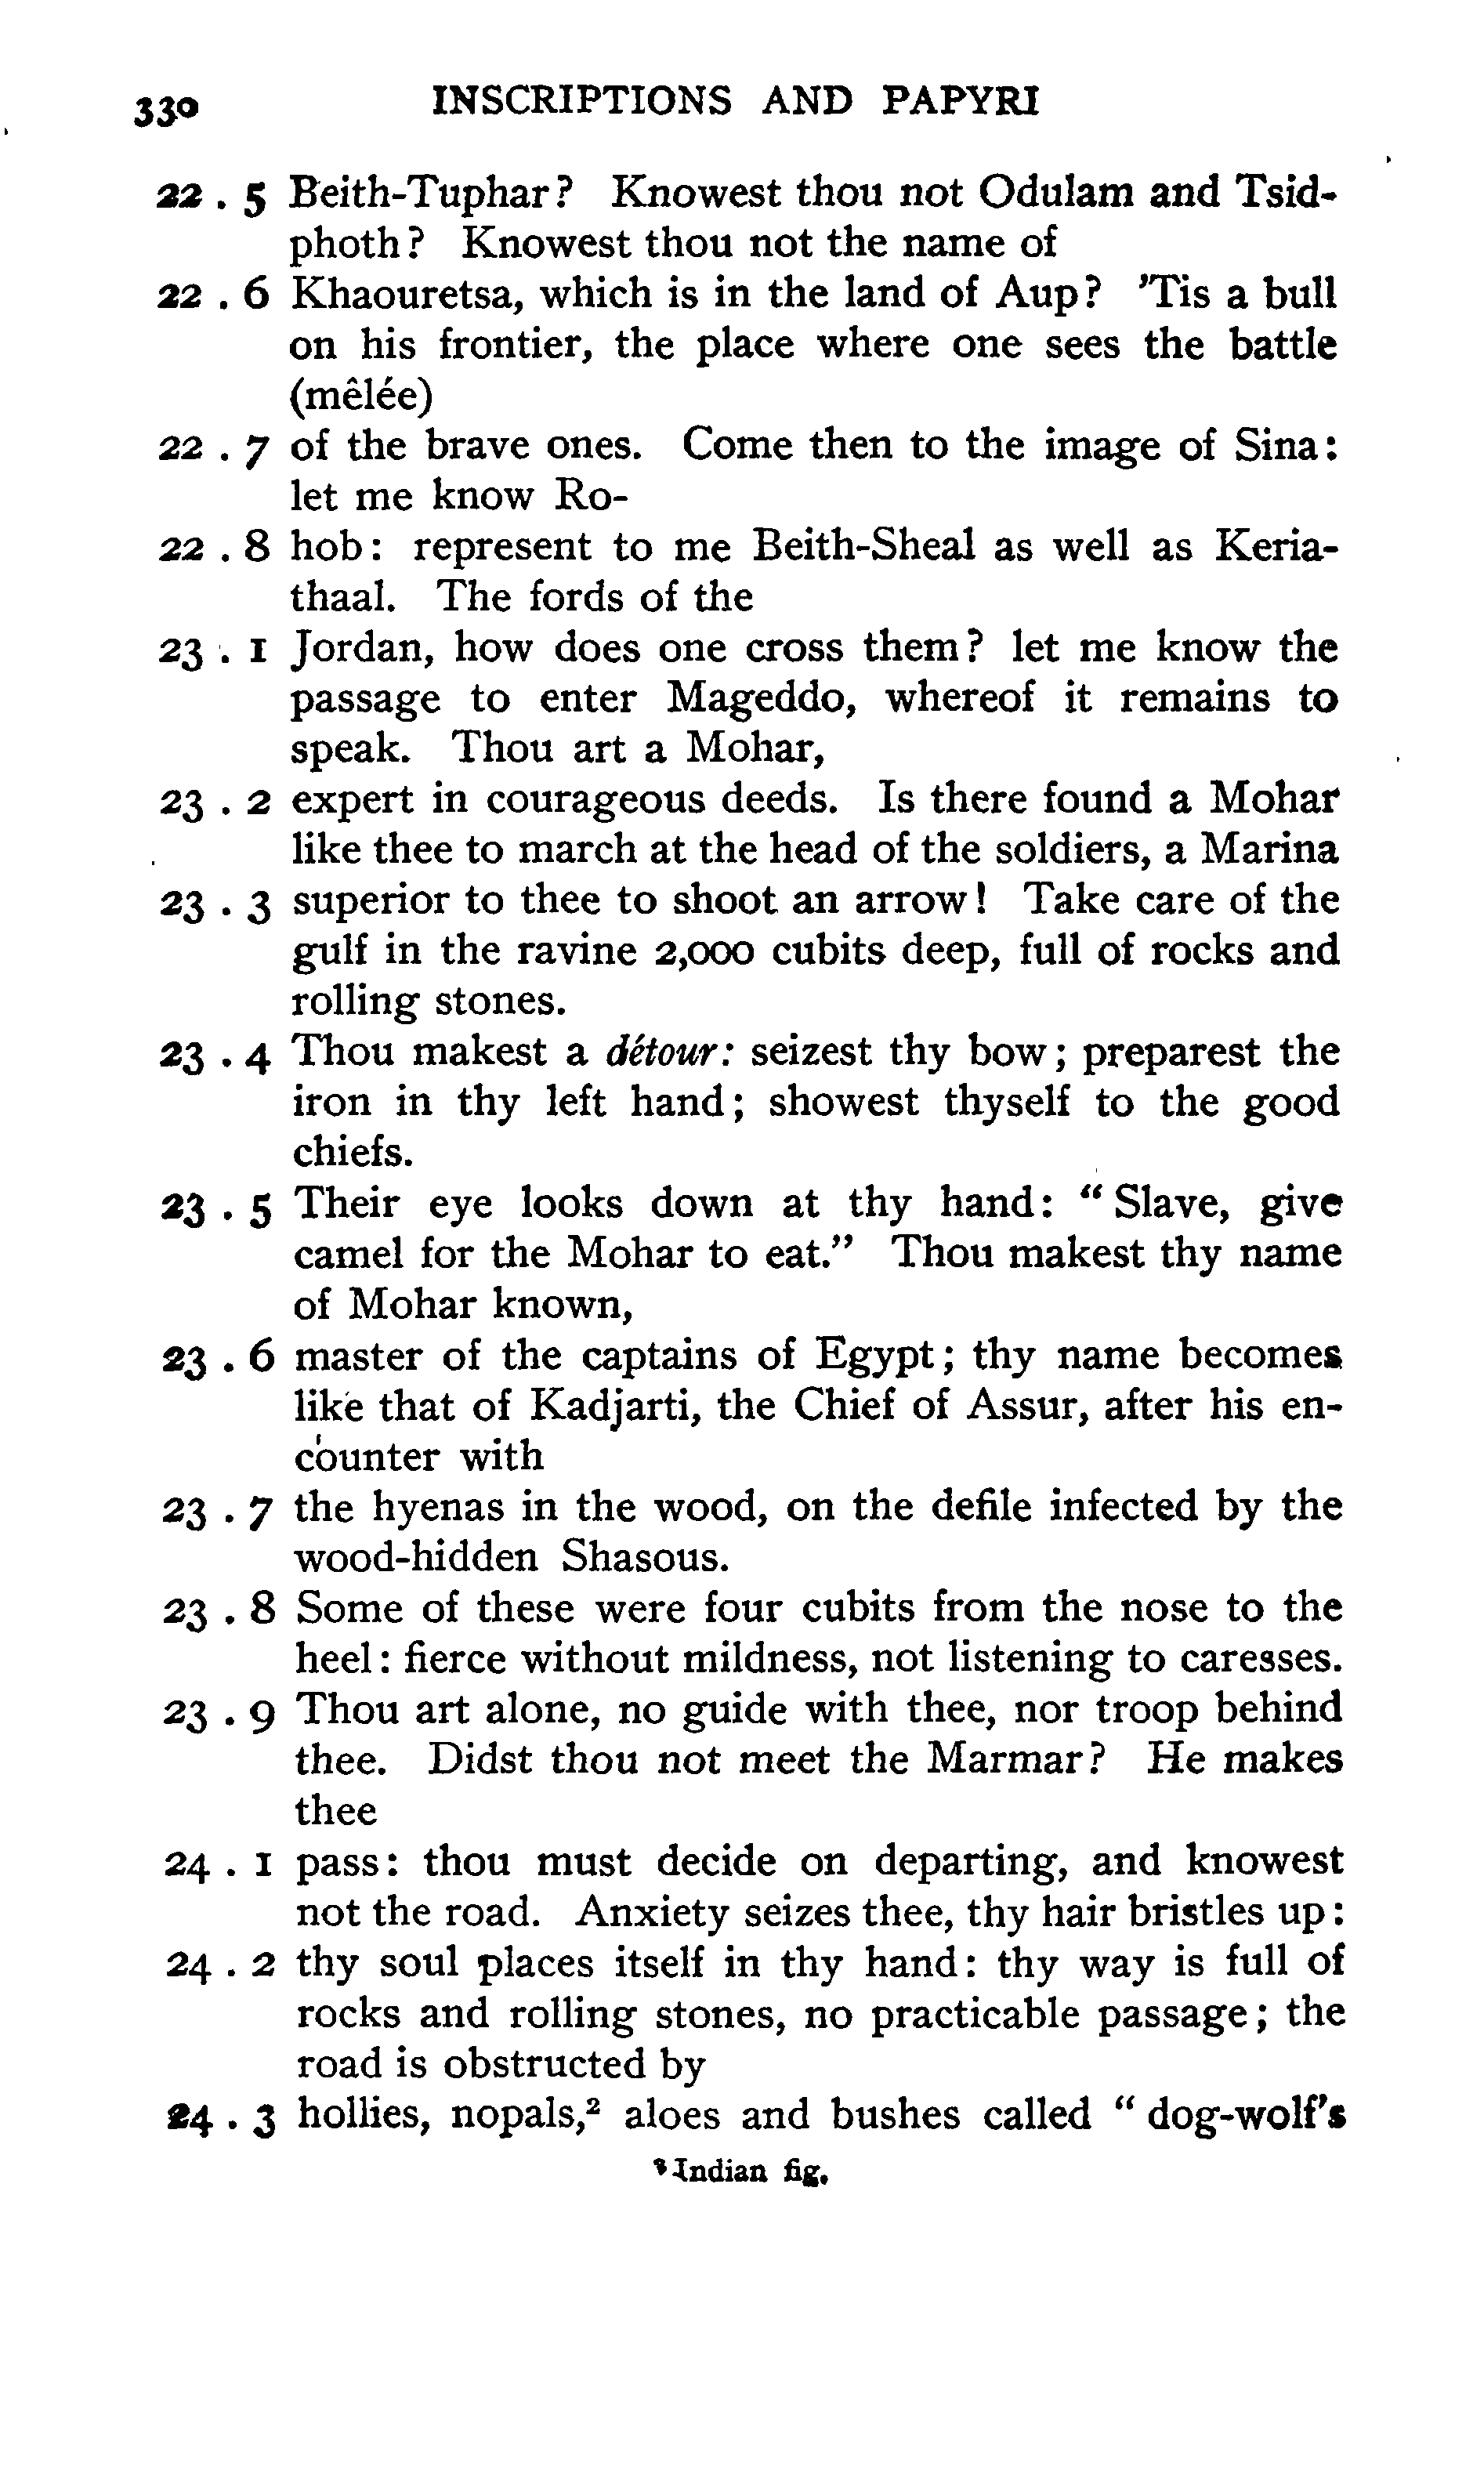 330 INSCRIPTIONS AND PAPYRI
22 . 5 Beith-Tuphar? Knowest thou not Odulam and Tsid-
photh? Knowest thou not the name of
22 . 6 Khaouretsa, which is in the land of Aup? 'Tis a bull
on his frontier, the place where one sees the battle
(mêlée)
22 . 7 of the brave ones. Come then to the image of Sina:
let me know Ro-
22 . 8 hob: represent to me Beith-Sheal as well as Keria-
thaal. The fords of the
23 . 1 Jordan, how does one cross them? let me know the
passage to enter Mageddo, whereof it remains to
speak. Thou art a Mohar,
23 . 2 expert in courageous deeds. Is there found a Mohar
like thee to march at the head of the soldiers, a Marina
23 . 3 superior to thee to shoot an arrow! Take care of the
gulf in the ravine 2,000 cubits deep, full of rocks and
rolling stones.
23 . 4 Thou makest a détour: seizest thy bow; preparest the
iron in thy left hand; showest thyself to the good
chiefs.
23 . 5 Their eye looks down at thy hand: "Slave, give
camel for the Mohar to eat." Thou makest thy name
of Mohar known,
23 . 6 master of the captains of Egypt; thy name becomes
like that of Kadjarti, the Chief of Assur, after his en-
counter with
23 . 7 the hyenas in the wood, on the defile infected by the
wood-hidden Shasous.
23 . 8 Some of these were four cubits from the nose to the
heel: fierce without mildness, not listening to caresses.
23 . 9 Thou art alone, no guide with thee, nor troop behind
thee. Didst thou not meet the Marmar? He makes
thee
24 . 1 pass: thou must decide on departing, and knowest
not the road. Anxiety seizes thee, thy hair bristles up:
24 . 2 thy soul places itself in thy hand: thy way is full of
rocks and rolling stones, no practicable passage; the
road is obstructed by
24 . 3 hollies, nopals,² aloes and bushes called "dog-wolf's
² Indian fig.